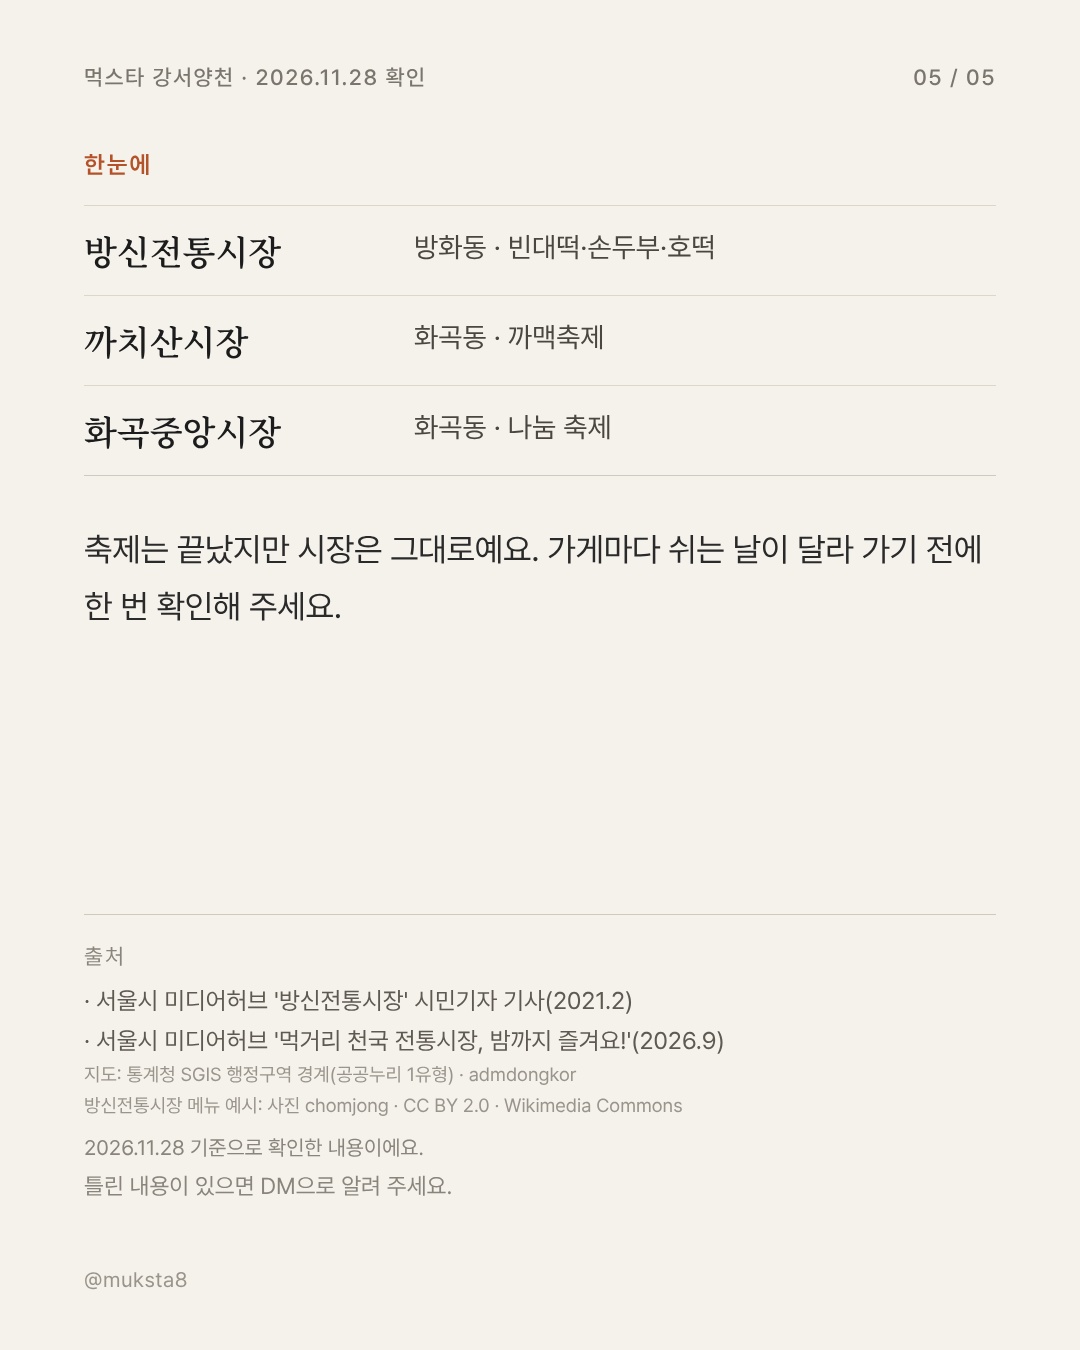 먹스타 강서양천 · 2026.11.28 확인
05 / 05
한눈에
방신전통시장 방화동 · 빈대떡·손두부·호떡
까치산시장 화곡동 · 까맥축제
화곡중앙시장 화곡동 · 나눔 축제
축제는 끝났지만 시장은 그대로예요. 가게마다 쉬는 날이 달라 가기 전에
한 번 확인해 주세요.
출처
· 서울시 미디어허브 '방신전통시장' 시민기자 기사(2021.2)
· 서울시 미디어허브 '먹거리 천국 전통시장, 밤까지 즐겨요!'(2026.9)
지도: 통계청 SGIS 행정구역 경계(공공누리 1유형) · admdongkor
방신전통시장 메뉴 예시: 사진 chomjong · CC BY 2.0 · Wikimedia Commons
2026.11.28 기준으로 확인한 내용이에요.
틀린 내용이 있으면 DM으로 알려 주세요.
@muksta8